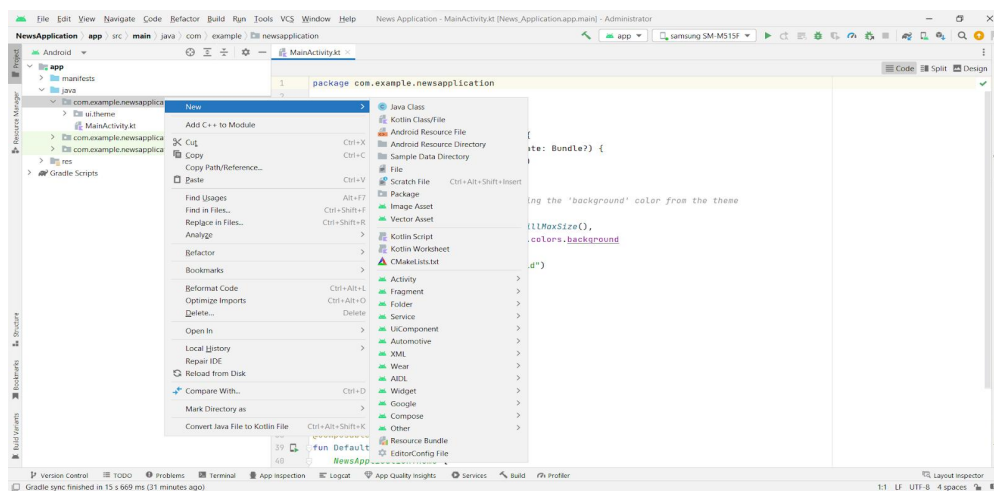 File Edit View Navigate Code Refactor Build Run Tools VCS Window Help News Application - MainActivity.kt [News_Application.app.main] - Administrator
NewsApplication app src main java com example newsapplication app samsung SM-M515F
Android MainActivity.kt
Code Split Design
Project
Resource Manager
Structure
Bookmarks
Build Variants
app
manifests
java
com.example.newsapplica
ui.theme
MainActivity.kt
com.example.newsapplica
com.example.newsapplica
res
Gradle Scripts
1 package com.example.newsapplication
2
New
Add C++ to Module
Cut Ctrl+X
Copy Ctrl+C
Copy Path/Reference...
Paste Ctrl+V
Find Usages Alt+F7
Find in Files... Ctrl+Shift+F
Replace in Files... Ctrl+Shift+R
Analyze
Refactor
Bookmarks
Reformat Code Ctrl+Alt+L
Optimize Imports Ctrl+Alt+O
Delete... Delete
Open In
Local History
Repair IDE
Reload from Disk
Compare With... Ctrl+D
Mark Directory as
Convert Java File to Kotlin File Ctrl+Alt+Shift+K
Java Class
Kotlin Class/File
Android Resource File
Android Resource Directory
Sample Data Directory
File
Scratch File Ctrl+Alt+Shift+Insert
Package
Image Asset
Vector Asset
Kotlin Script
Kotlin Worksheet
CMakeLists.txt
Activity
Fragment
Folder
Service
UiComponent
Automotive
XML
Wear
AIDL
Widget
Google
Compose
Other
Resource Bundle
EditorConfig File
{
ate: Bundle?) {
)
ing the 'background' color from the theme
illMaxSize(),
.colors.background
d")
39 fun Default
40 NewsApplicationTheme {
Version Control TODO Problems Terminal App Inspection Logcat App Quality Insights Services Build Profiler Layout Inspector
Gradle sync finished in 15 s 669 ms (31 minutes ago) 1:1 LF UTF-8 4 spaces